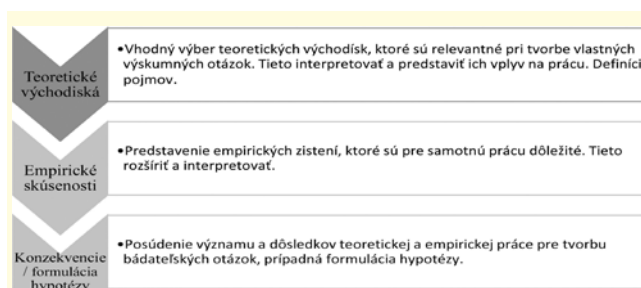 Teoretické
východiská
•Vhodný výber teoretických východísk, ktoré sú relevantné pri tvorbe vlastných
výskumných otázok. Tieto interpretovať a predstaviť ich vplyv na prácu. Definíci
pojmov.
Empirické
skúsenosti
•Predstavenie empirických zistení, ktoré sú pre samotnú prácu dôležité. Tieto
rozšíriť a interpretovať.
Konzekvencie
/ formulácia
hypotézy
•Posúdenie významu a dôsledkov teoretickej a empirickej práce pre tvorbu
bádateľských otázok, prípadná formulácia hypotézy.